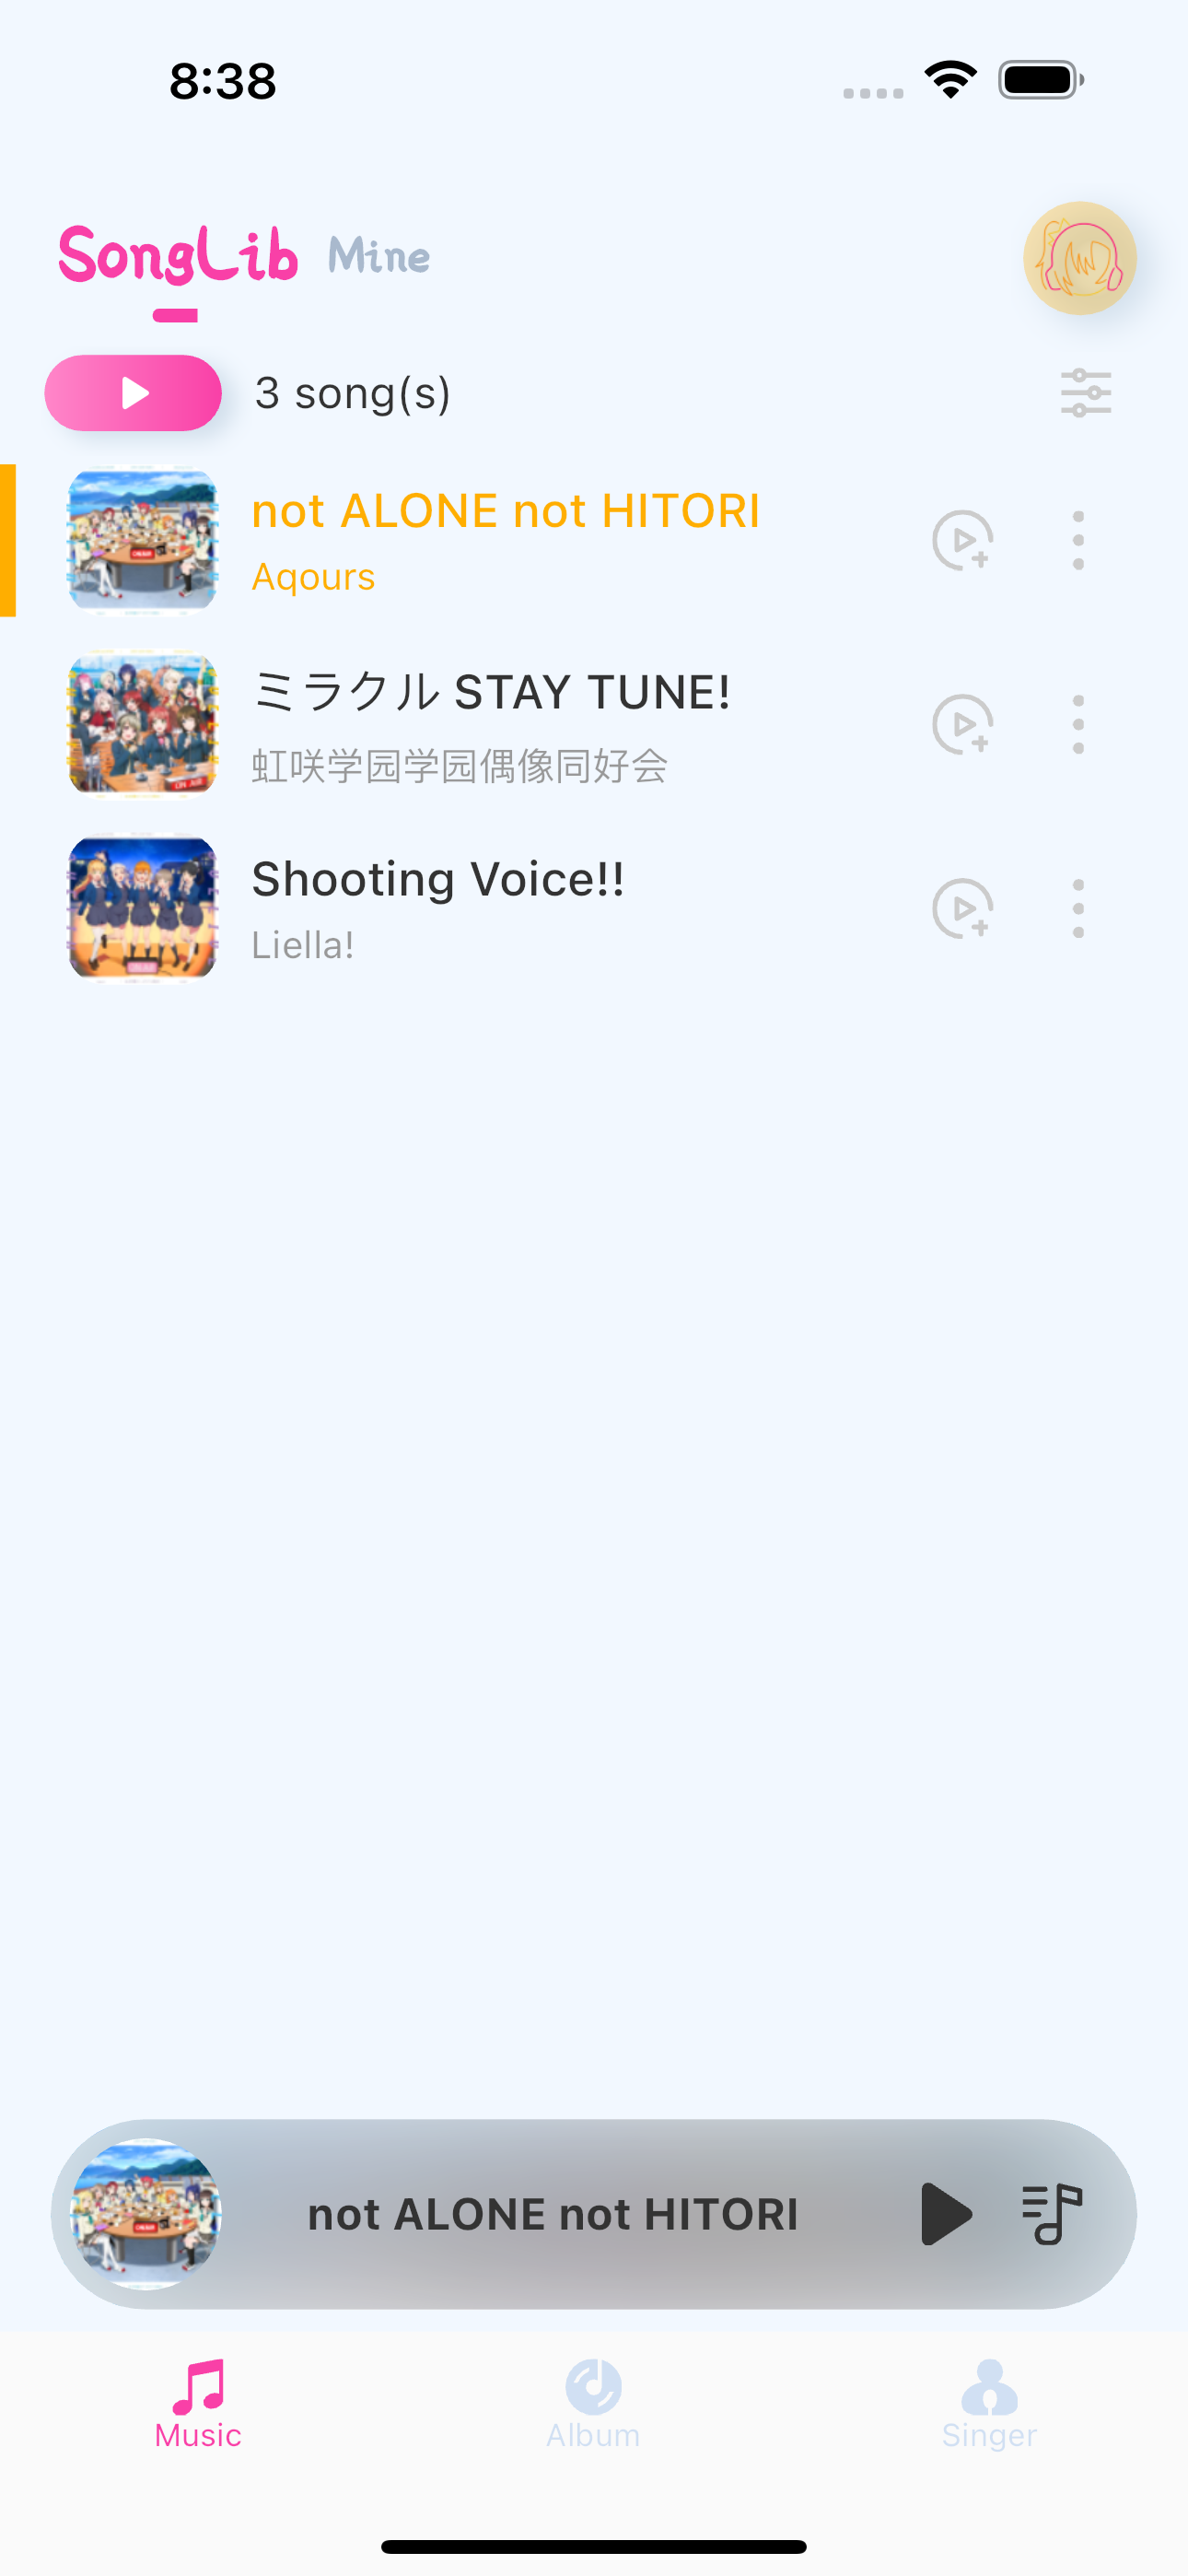 8:38
SongLib Mine
3 song(s)
not ALONE not HITORI
Aqours
ミラクル STAY TUNE!
虹咲学园学园偶像同好会
Shooting Voice!!
Liella!
not ALONE not HITORI
Music Album Singer